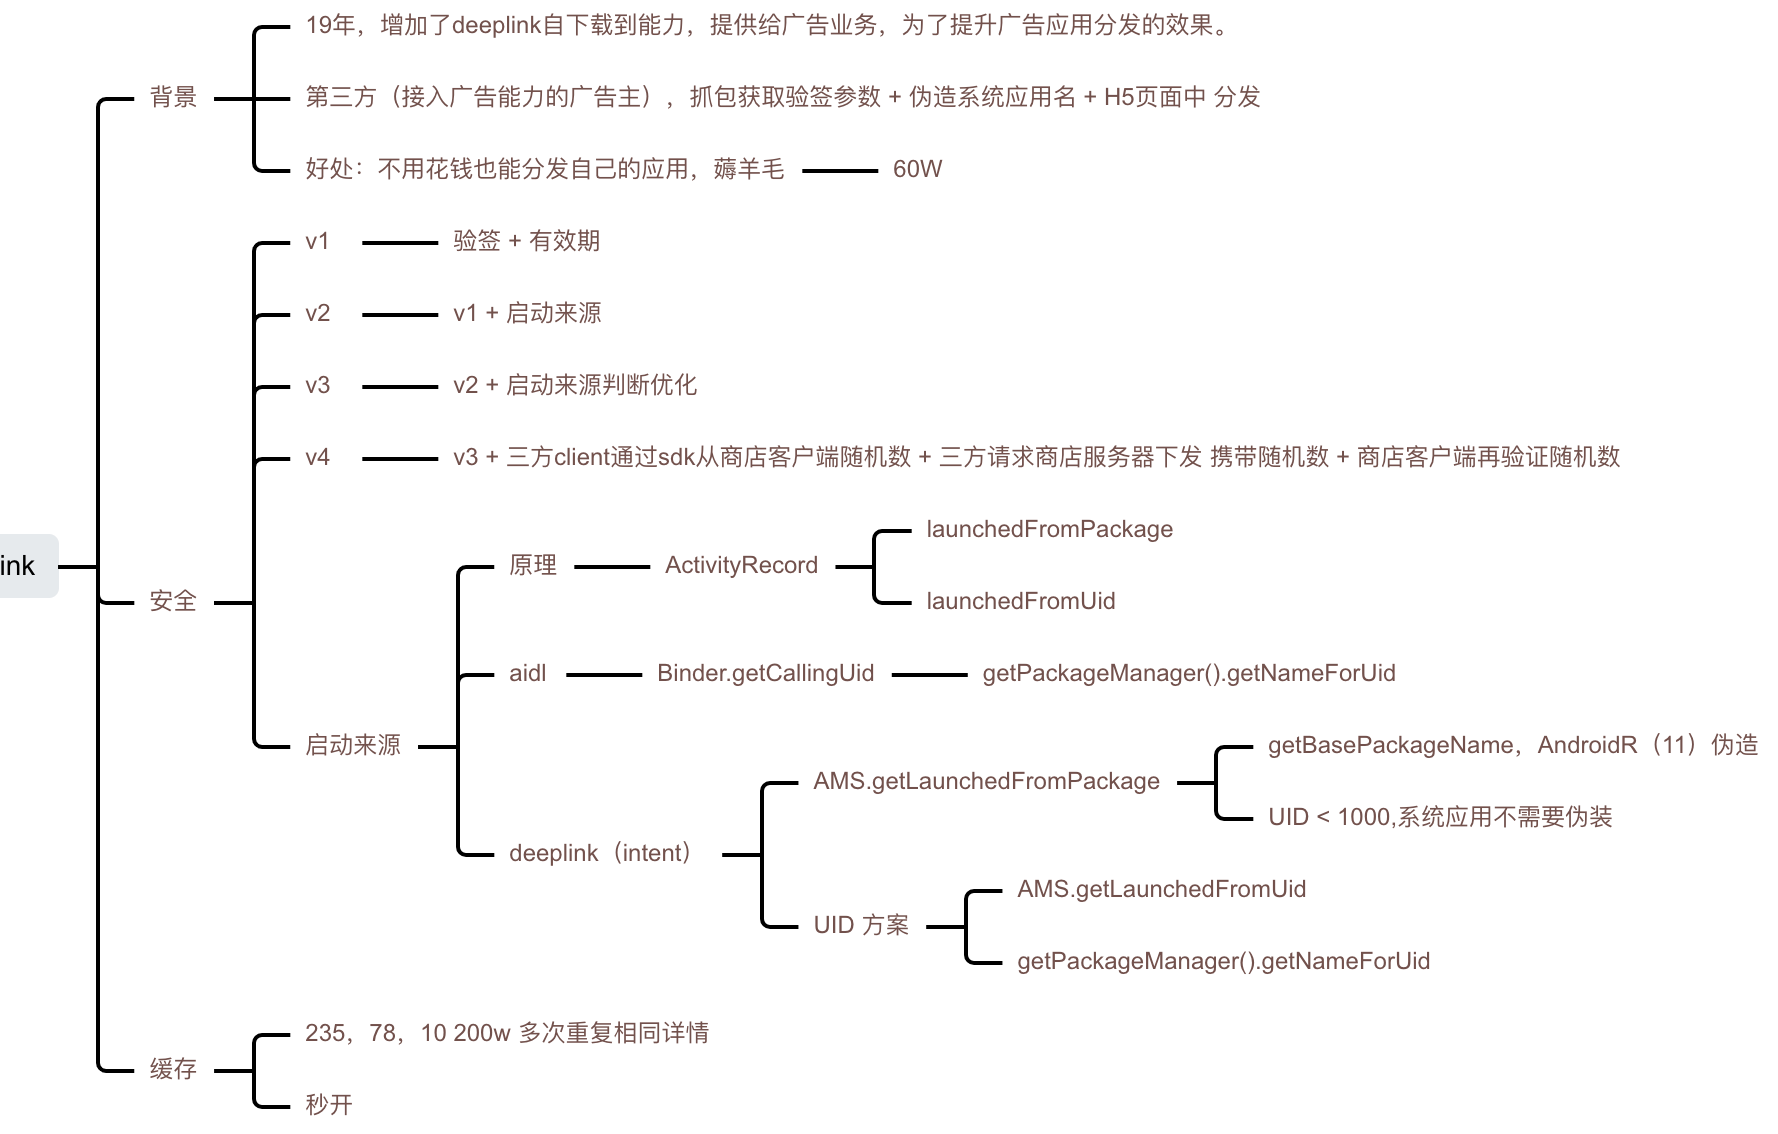 19年，增加了deeplink自下载到能力，提供给广告业务，为了提升广告应用分发的效果。
背景
第三方（接入广告能力的广告主），抓包获取验签参数 + 伪造系统应用名 + H5页面中 分发
好处：不用花钱也能分发自己的应用，薅羊毛
60W
v1
验签 + 有效期
v2
v1 + 启动来源
v3
v2 + 启动来源判断优化
v4
v3 + 三方client通过sdk从商店客户端随机数 + 三方请求商店服务器下发 携带随机数 + 商店客户端再验证随机数
launchedFromPackage
ink
原理
ActivityRecord
安全
launchedFromUid
aidl
Binder.getCallingUid
getPackageManager().getNameForUid
启动来源
getBasePackageName，AndroidR（11）伪造
AMS.getLaunchedFromPackage
UID < 1000,系统应用不需要伪装
deeplink（intent）
AMS.getLaunchedFromUid
UID 方案
getPackageManager().getNameForUid
235，78，10 200w 多次重复相同详情
缓存
秒开